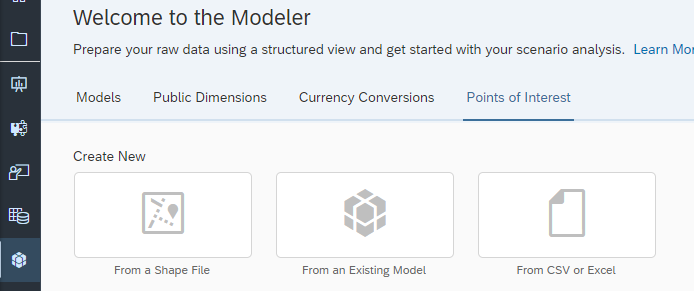 Welcome to the Modeler
Prepare your raw data using a structured view and get started with your scenario analysis. Learn Mor
Models Public Dimensions Currency Conversions Points of Interest
Create New
From a Shape File From an Existing Model From CSV or Excel